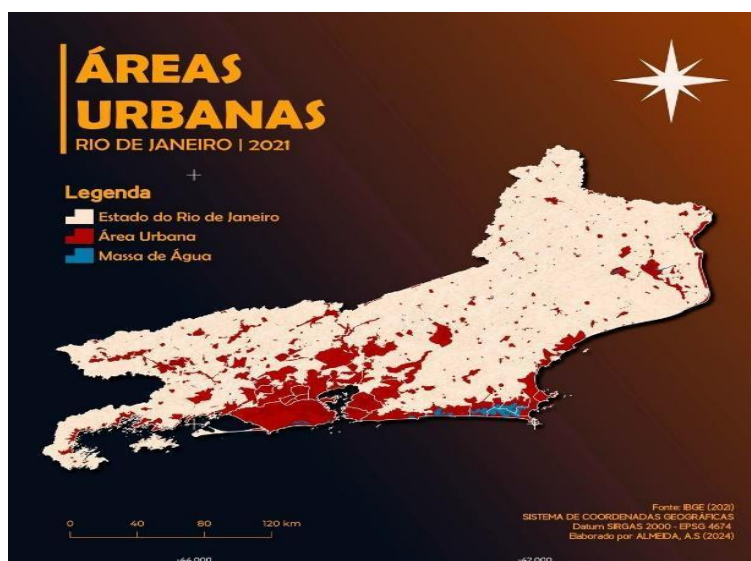 ÁREAS
URBANAS
RIO DE JANEIRO | 2021
Legenda
Estado do Rio de Janeiro
Área Urbana
Massa de Água
0 40 80 120 km
Fonte: IBGE (2021)
SISTEMA DE COORDENADAS GEOGRÁFICAS
Datum SIRGAS 2000 - EPSG 4674
Elaborado por ALMEIDA, A.S (2024)